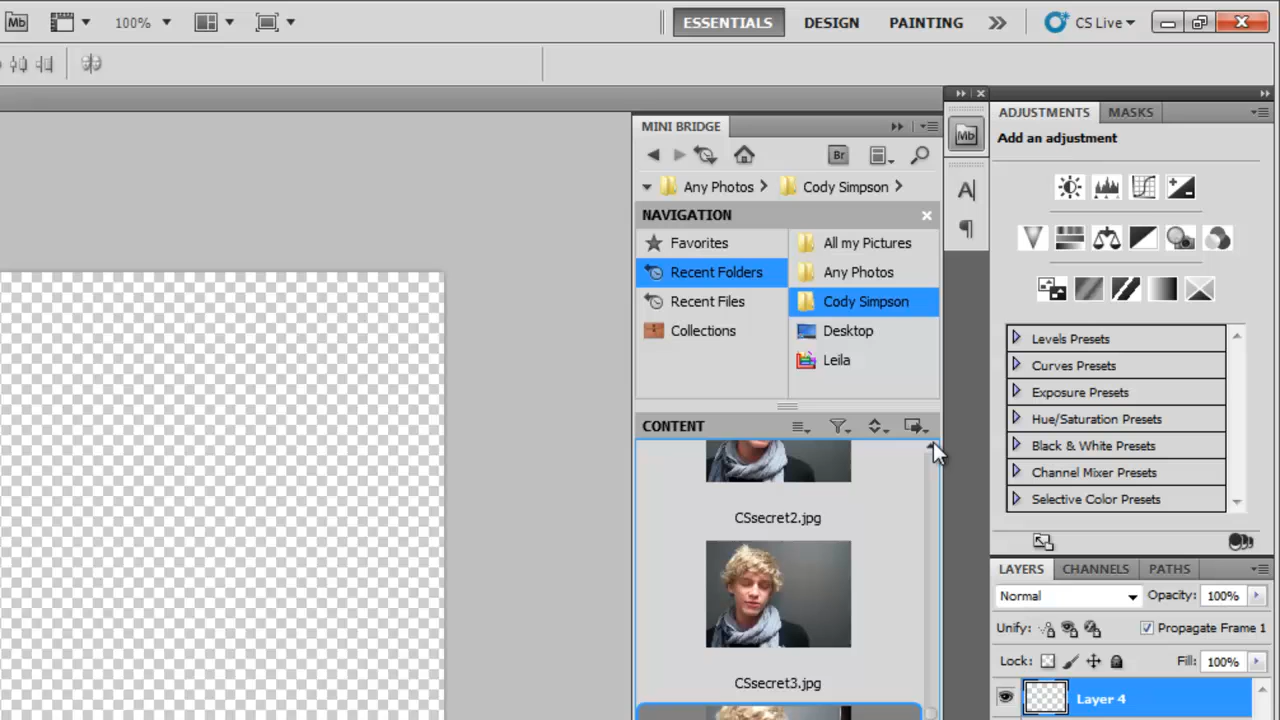 Mb 100% ESSENTIALS DESIGN PAINTING CS Live
MINI BRIDGE
Br
Any Photos Cody Simpson
NAVIGATION
Favorites All my Pictures
Recent Folders Any Photos
Recent Files Cody Simpson
Collections Desktop
Leila
CONTENT
CSsecret2.jpg
CSsecret3.jpg
Mb
A
ADJUSTMENTS MASKS
Add an adjustment
Levels Presets
Curves Presets
Exposure Presets
Hue/Saturation Presets
Black & White Presets
Channel Mixer Presets
Selective Color Presets
LAYERS CHANNELS PATHS
Normal Opacity: 100%
Unify: Propagate Frame 1
Lock: Fill: 100%
Layer 4